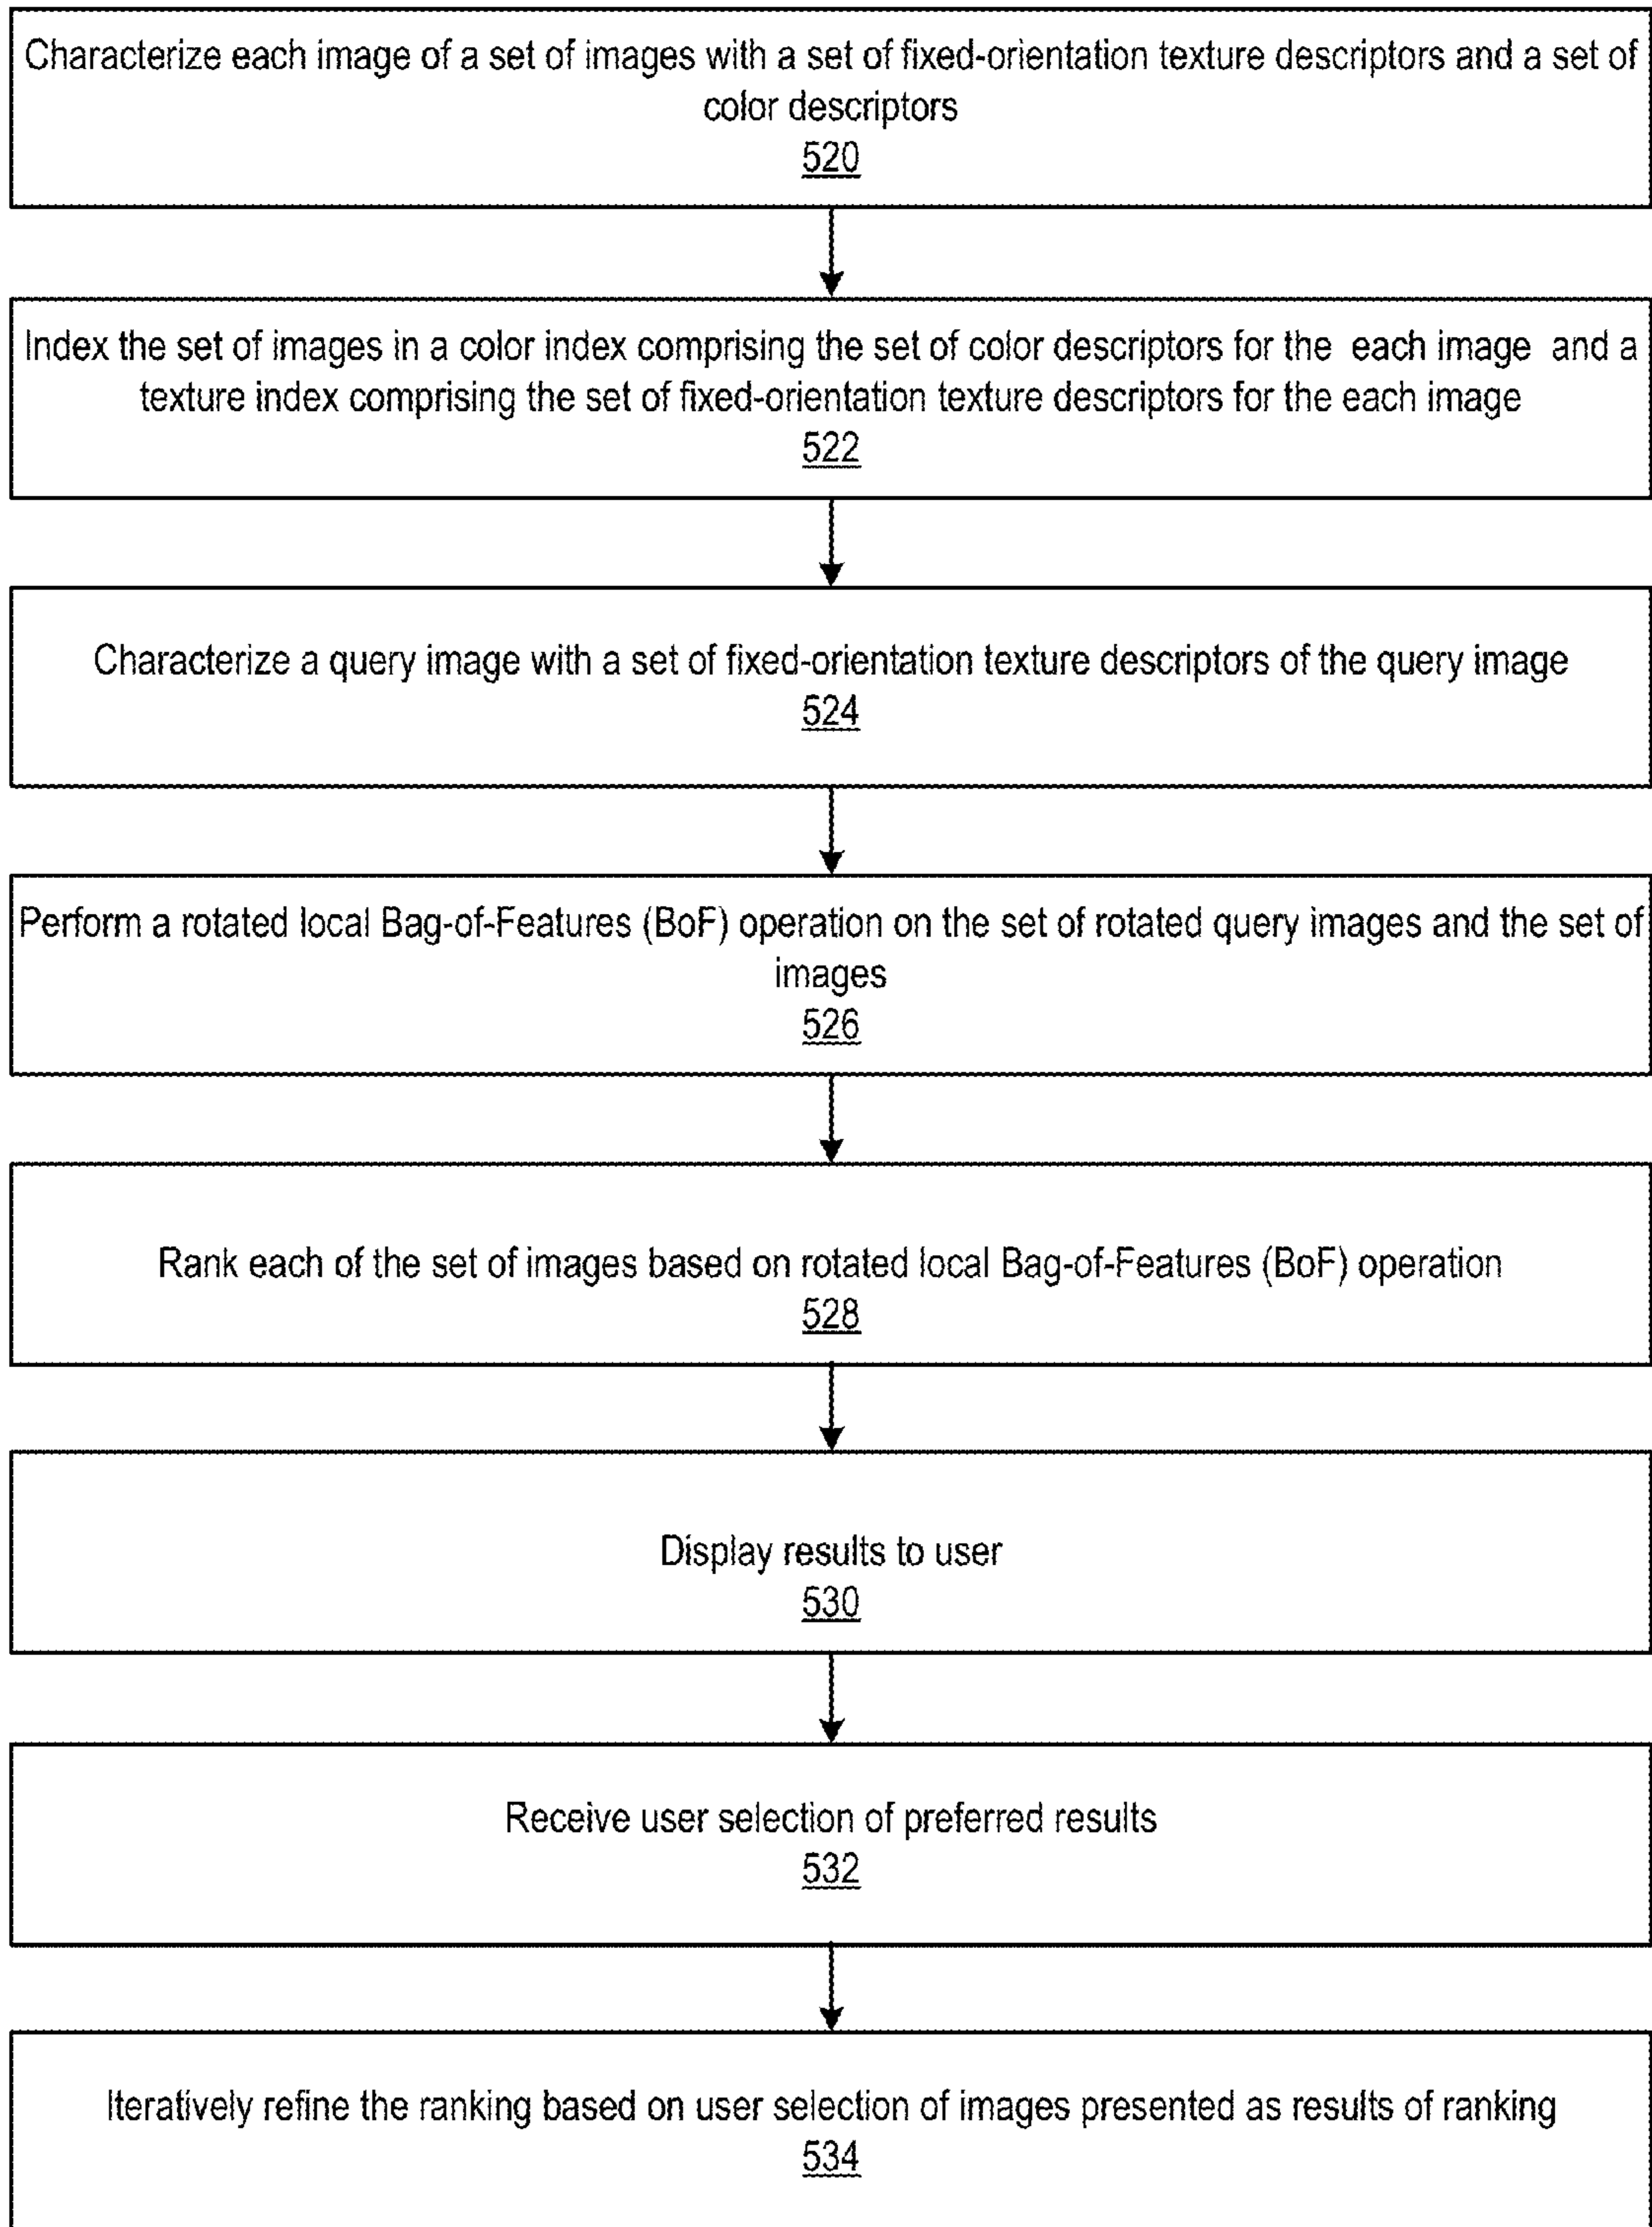 Characterize each image of a set of images with a set of fixed-orientation texture descriptors and a set of
color descriptors
520
Index the set of images in a color index comprising the set of color descriptors for the each image and a
texture index comprising the set of fixed-orientation texture descriptors for the each image
522
Characterize a query image with a set of fixed-orientation texture descriptors of the query image
524
Perform a rotated local Bag-of-Features (BoF) operation on the set of rotated query images and the set of
images
526
Rank each of the set of images based on rotated local Bag-of-Features (BoF) operation
528
Display results to user
530
Receive user selection of preferred results
532
Iteratively refine the ranking based on user selection of images presented as results of ranking
534